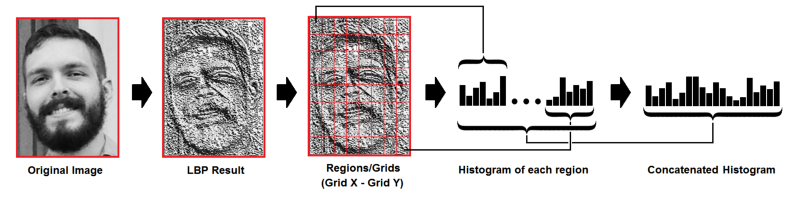 Original Image
LBP Result
Regions/Grids
(Grid X - Grid Y)
Histogram of each region
Concatenated Histogram